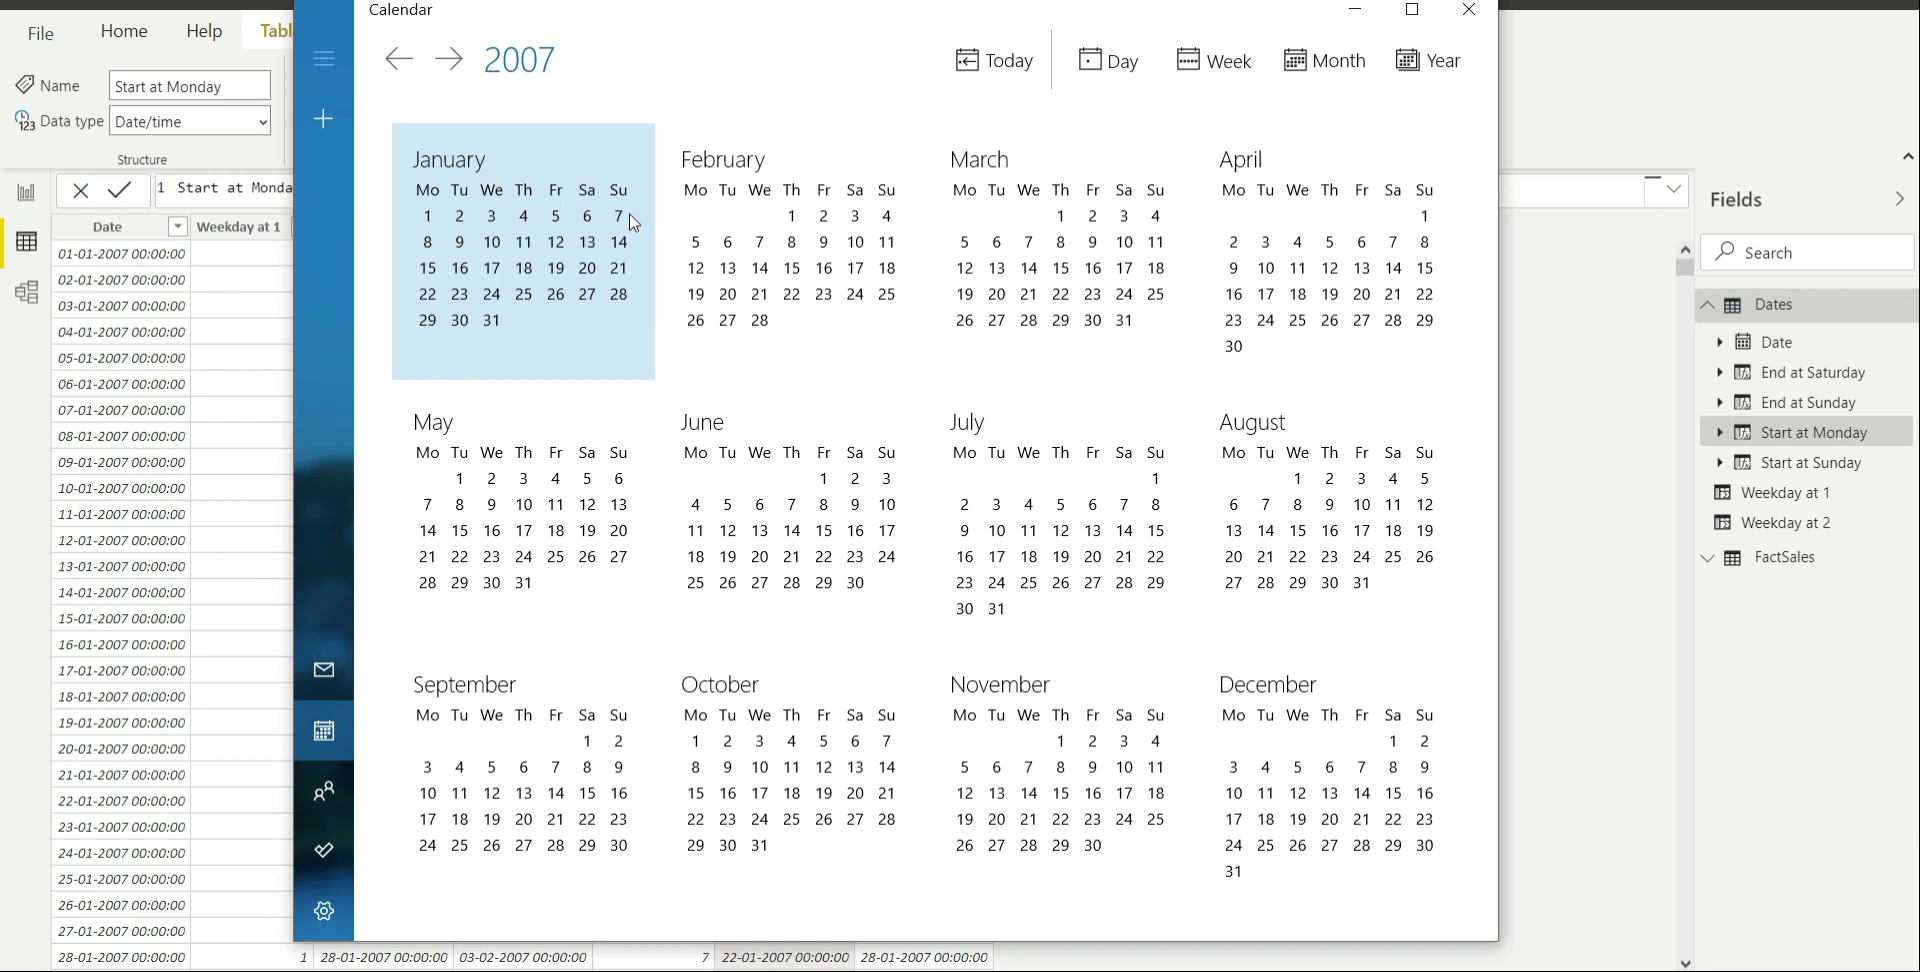 Calendar
File Home Help
Name Start at Monday
Data type Date/time
Structure
1 Start at Monda
Date Weekday at 1
01-01-2007 00:00:00
02-01-2007 00:00:00
03-01-2007 00:00:00
04-01-2007 00:00:00
05-01-2007 00:00:00
06-01-2007 00:00:00
07-01-2007 00:00:00
08-01-2007 00:00:00
09-01-2007 00:00:00
10-01-2007 00:00:00
11-01-2007 00:00:00
12-01-2007 00:00:00
13-01-2007 00:00:00
14-01-2007 00:00:00
15-01-2007 00:00:00
16-01-2007 00:00:00
17-01-2007 00:00:00
18-01-2007 00:00:00
19-01-2007 00:00:00
20-01-2007 00:00:00
21-01-2007 00:00:00
22-01-2007 00:00:00
23-01-2007 00:00:00
24-01-2007 00:00:00
25-01-2007 00:00:00
26-01-2007 00:00:00
27-01-2007 00:00:00
28-01-2007 00:00:00 1 28-01-2007 00:00:00 03-02-2007 00:00:00 7 22-01-2007 00:00:00 28-01-2007 00:00:00
2007 Today Day Week Month Year
January
Mo Tu We Th Fr Sa Su
1 2 3 4 5 6 7
8 9 10 11 12 13 14
15 16 17 18 19 20 21
22 23 24 25 26 27 28
29 30 31
February
Mo Tu We Th Fr Sa Su
1 2 3 4
5 6 7 8 9 10 11
12 13 14 15 16 17 18
19 20 21 22 23 24 25
26 27 28
March
Mo Tu We Th Fr Sa Su
1 2 3 4
5 6 7 8 9 10 11
12 13 14 15 16 17 18
19 20 21 22 23 24 25
26 27 28 29 30 31
April
Mo Tu We Th Fr Sa Su
1
2 3 4 5 6 7 8
9 10 11 12 13 14 15
16 17 18 19 20 21 22
23 24 25 26 27 28 29
30
May
Mo Tu We Th Fr Sa Su
1 2 3 4 5 6
7 8 9 10 11 12 13
14 15 16 17 18 19 20
21 22 23 24 25 26 27
28 29 30 31
June
Mo Tu We Th Fr Sa Su
1 2 3
4 5 6 7 8 9 10
11 12 13 14 15 16 17
18 19 20 21 22 23 24
25 26 27 28 29 30
July
Mo Tu We Th Fr Sa Su
1
2 3 4 5 6 7 8
9 10 11 12 13 14 15
16 17 18 19 20 21 22
23 24 25 26 27 28 29
30 31
August
Mo Tu We Th Fr Sa Su
1 2 3 4 5
6 7 8 9 10 11 12
13 14 15 16 17 18 19
20 21 22 23 24 25 26
27 28 29 30 31
September
Mo Tu We Th Fr Sa Su
1 2
3 4 5 6 7 8 9
10 11 12 13 14 15 16
17 18 19 20 21 22 23
24 25 26 27 28 29 30
October
Mo Tu We Th Fr Sa Su
1 2 3 4 5 6 7
8 9 10 11 12 13 14
15 16 17 18 19 20 21
22 23 24 25 26 27 28
29 30 31
November
Mo Tu We Th Fr Sa Su
1 2 3 4
5 6 7 8 9 10 11
12 13 14 15 16 17 18
19 20 21 22 23 24 25
26 27 28 29 30
December
Mo Tu We Th Fr Sa Su
1 2
3 4 5 6 7 8 9
10 11 12 13 14 15 16
17 18 19 20 21 22 23
24 25 26 27 28 29 30
31
Fields
Search
Dates
Date
End at Saturday
End at Sunday
Start at Monday
Start at Sunday
Weekday at 1
Weekday at 2
FactSales